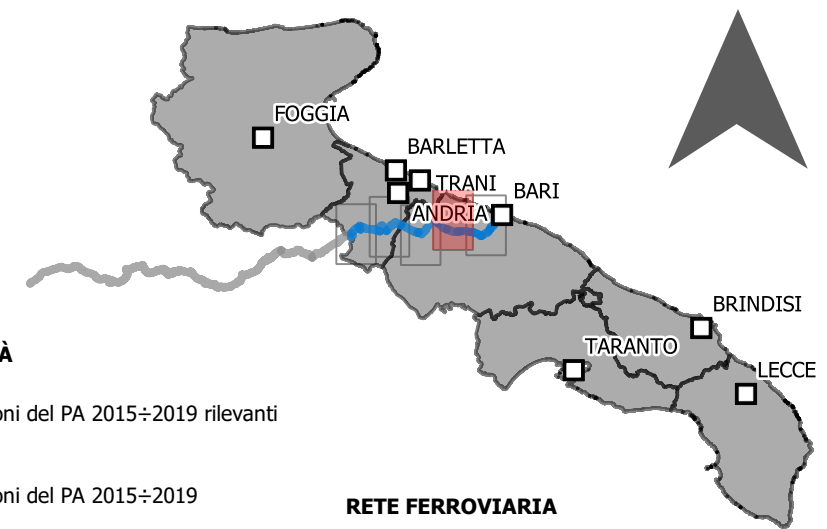 FOGGIA
BARLETTA
TRANI
BARI
ANDRIA
BRINDISI
TARANTO
LECCE
oni del PA 2015÷2019 rilevanti
oni del PA 2015÷2019
RETE FERROVIARIA